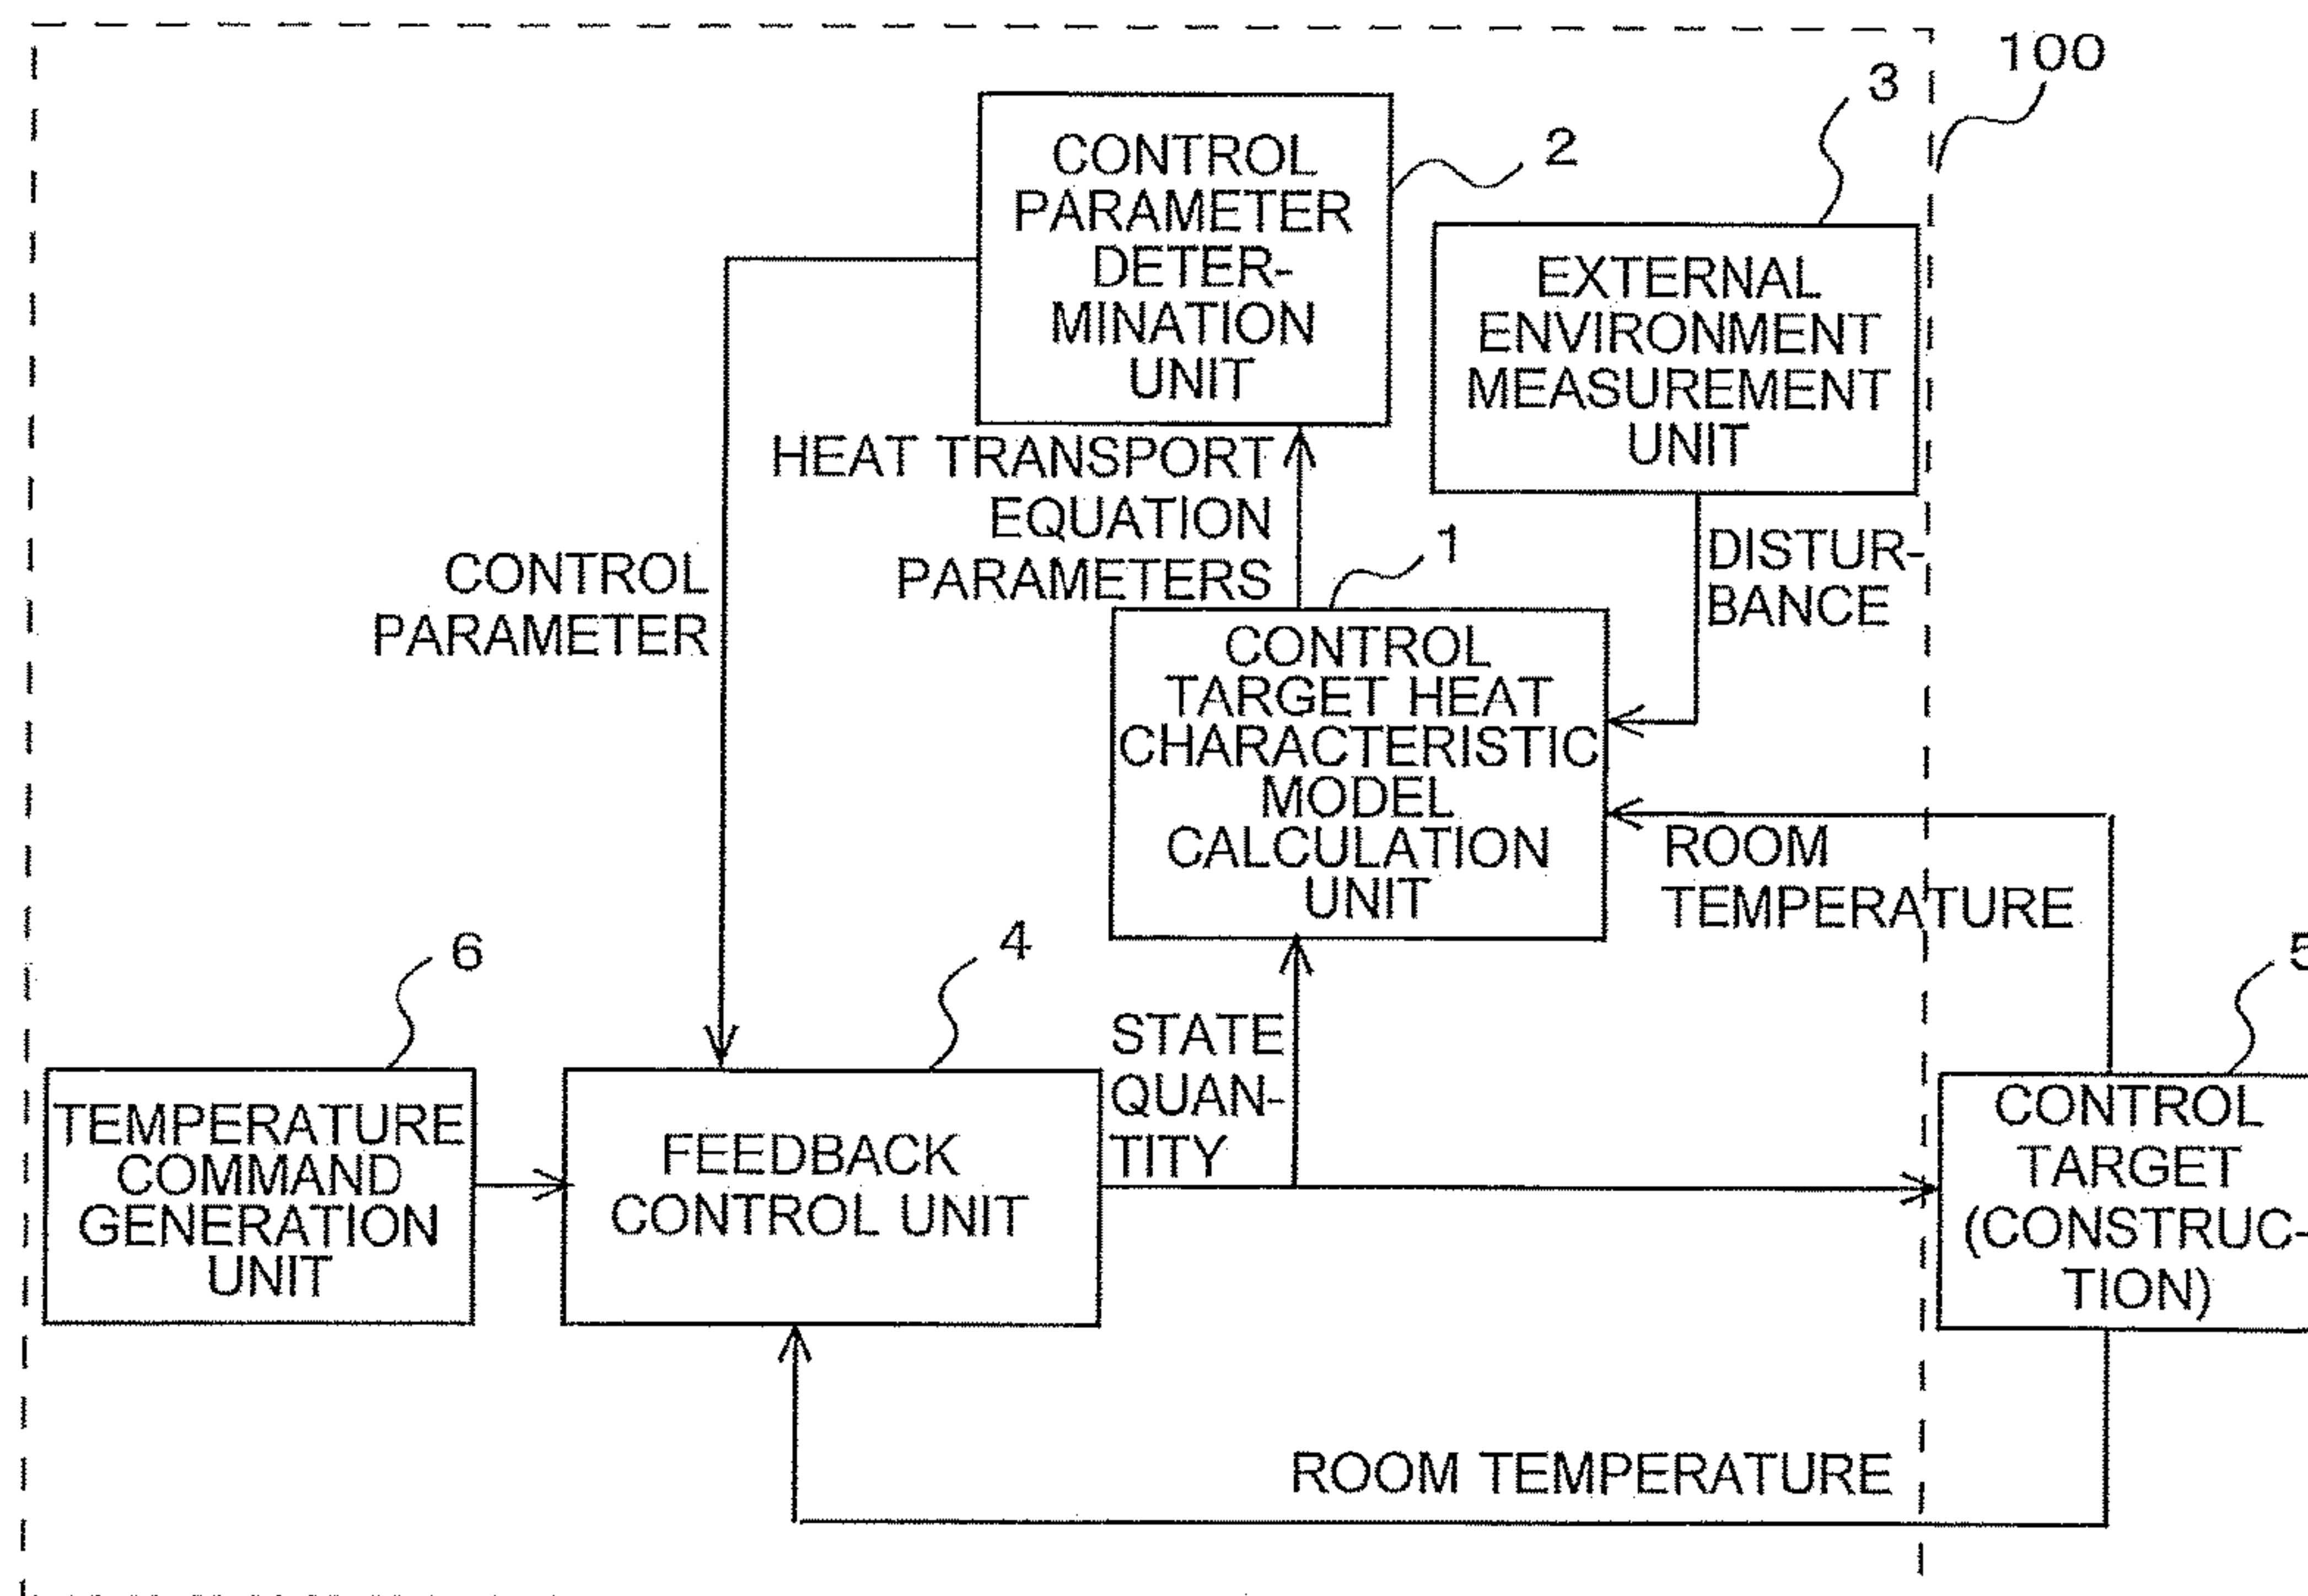 100
3
2
CONTROL
PARAMETER
DETER-
MINATION
UNIT
EXTERNAL
ENVIRONMENT
MEASUREMENT
UNIT
HEAT TRANSPORT
EQUATION
PARAMETERS
CONTROL
PARAMETER
1
DISTUR-
BANCE
CONTROL
TARGET HEAT
CHARACTERISTIC
MODEL
CALCULATION
UNIT
ROOM
TEMPERATURE
6
4
5
STATE
QUAN-
TITY
TEMPERATURE
COMMAND
GENERATION
UNIT
FEEDBACK
CONTROL UNIT
CONTROL
TARGET
(CONSTRUC-
TION)
ROOM TEMPERATURE